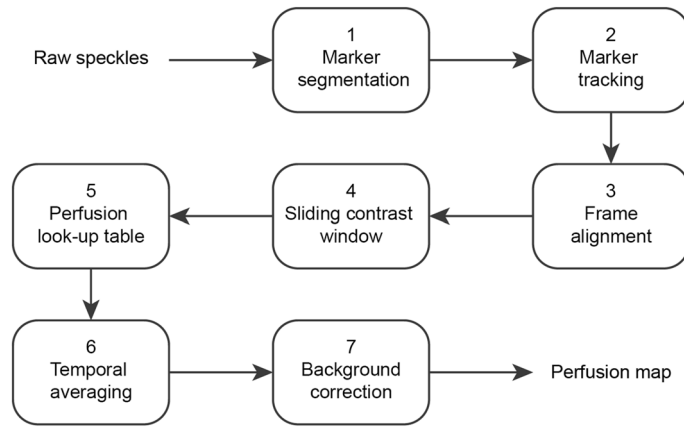 Raw speckles
1
Marker
segmentation
2
Marker
tracking
3
Frame
alignment
4
Sliding contrast
window
5
Perfusion
look-up table
6
Temporal
averaging
7
Background
correction
Perfusion map